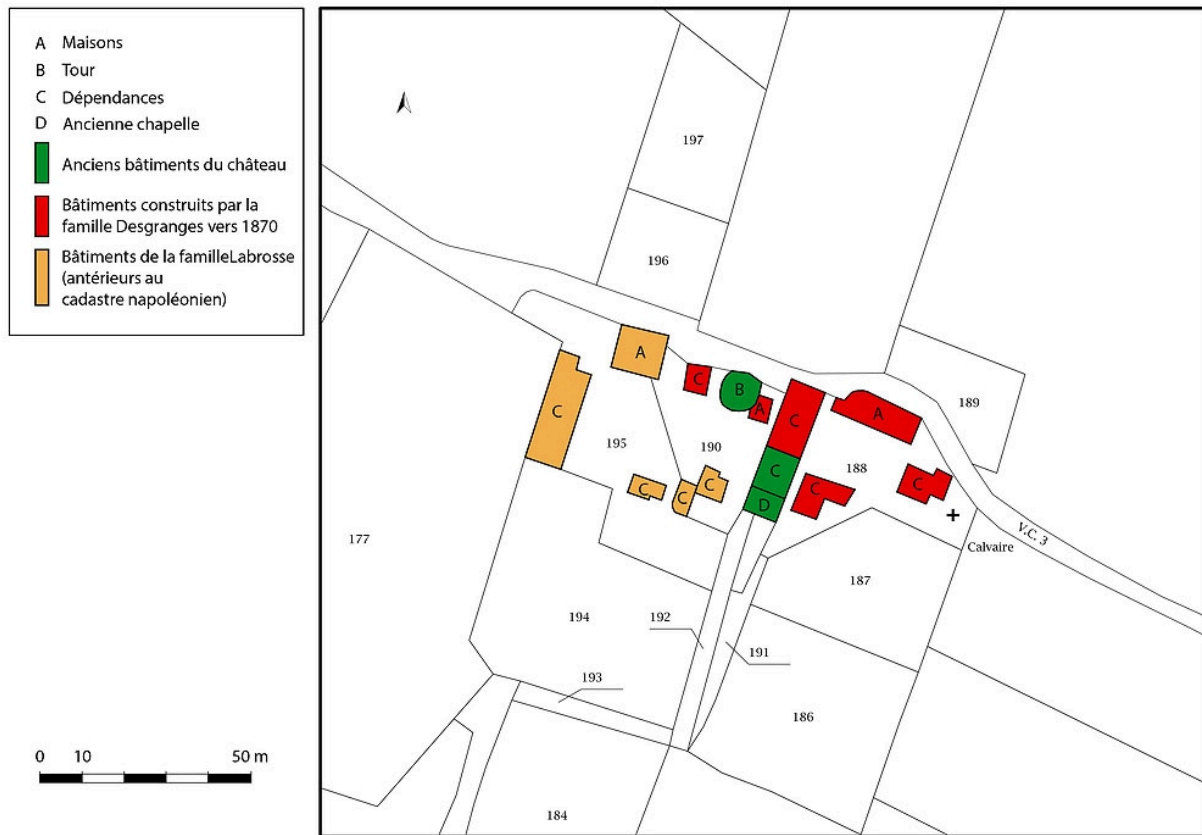 A Maisons
B Tour
C Dépendances
D Ancienne chapelle
Anciens bâtiments du château
Bâtiments construits par la
famille Desgranges vers 1870
Bâtiments de la familleLabrosse
(antérieurs au
cadastre napoléonien)
197
196
A
C
B
A
C
A
189
C
195
190
188
C
C
C
C
C
C
D
177
V.C. 3
Calvaire
187
194
192
191
193
186
184
0 10 50 m